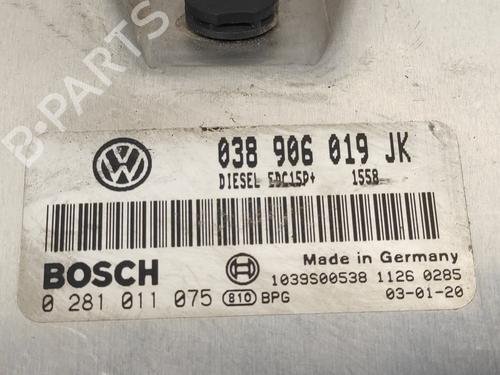 B-PARTS
038 906 019 JK
DIESEL EDC15P+ 1558
BOSCH
Made in Germany
1039S00538 1126 0285
0 281 011 075 810 BPG
03-01-20